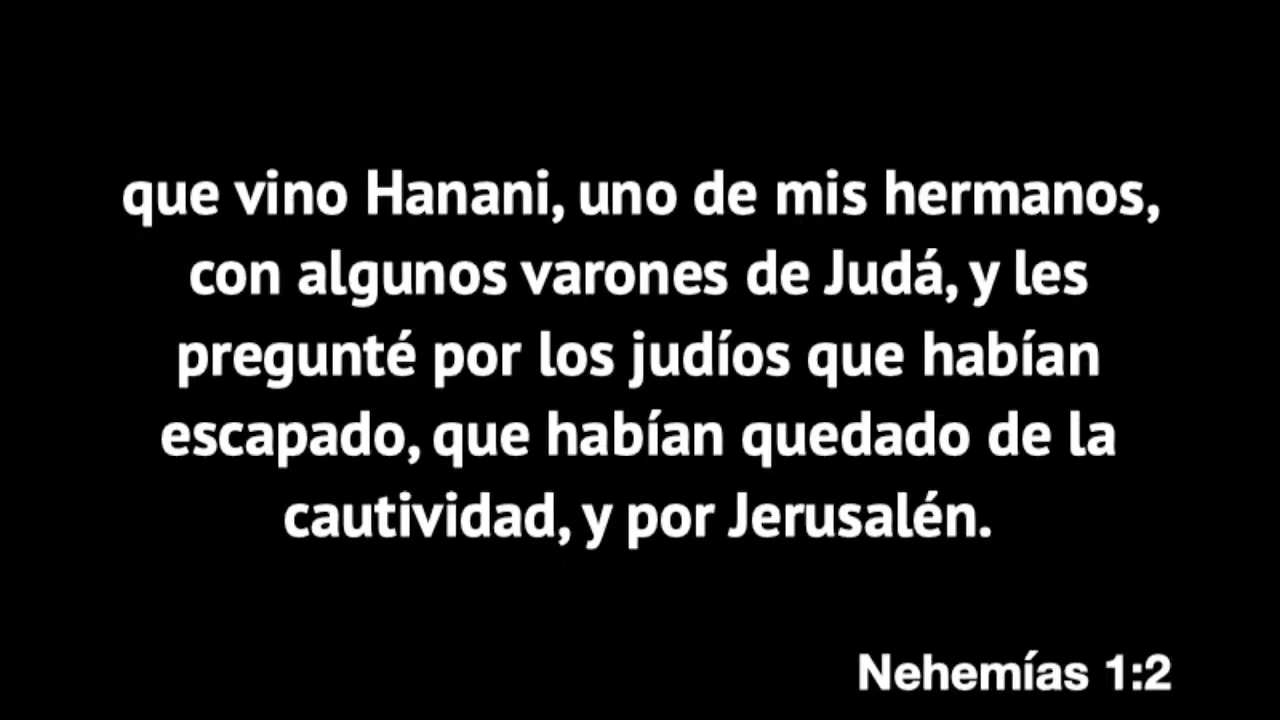 que vino Hanani, uno de mis hermanos,
con algunos varones de Judá, y les
pregunté por los judíos que habían
escapado, que habían quedado de la
cautividad, y por Jerusalén.
Nehemías 1:2